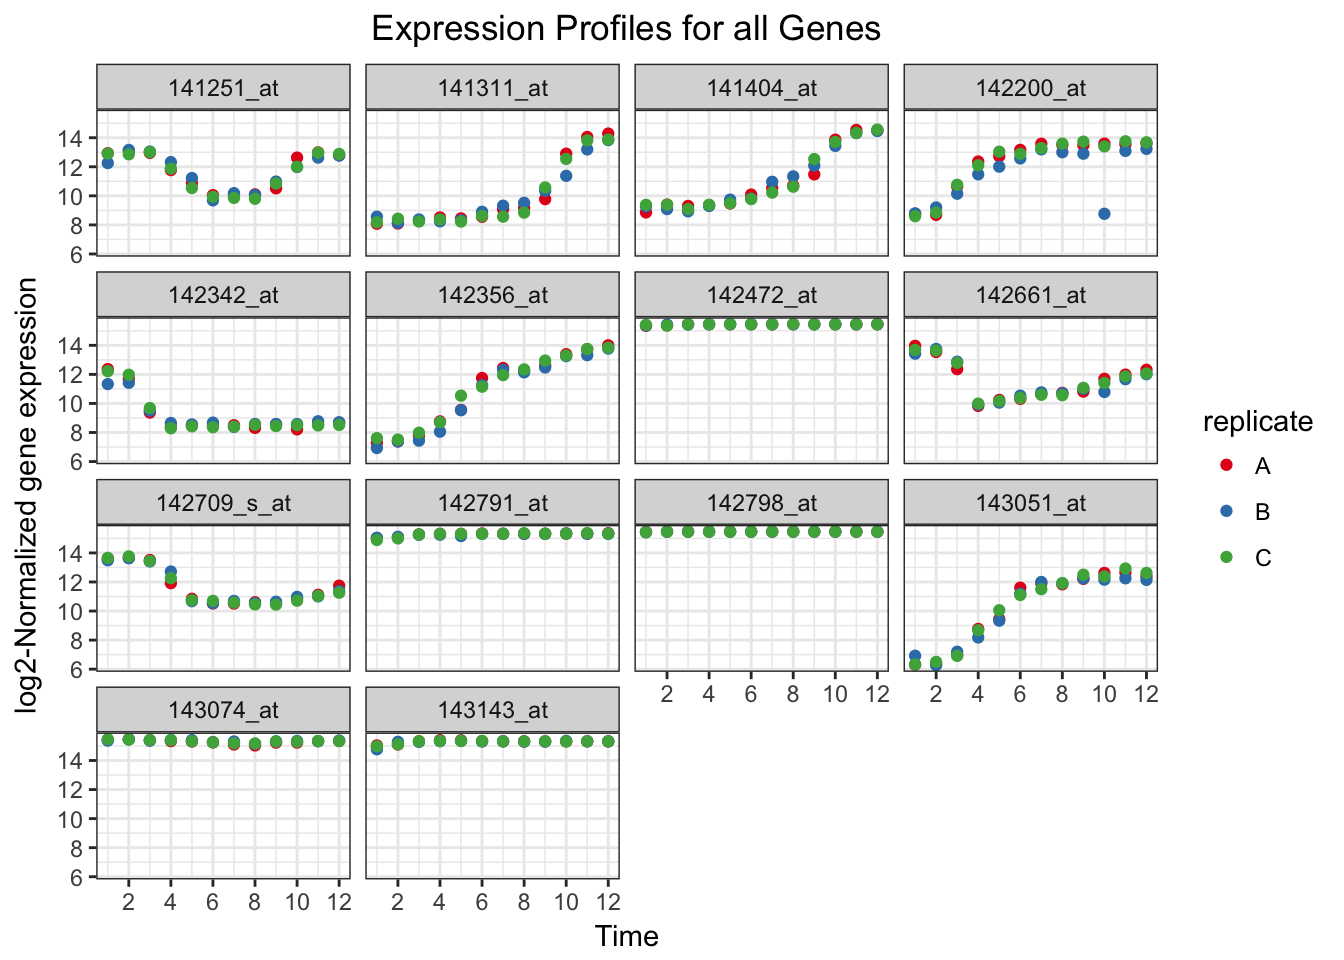 Expression Profiles for all Genes
141251_at 141311_at 141404_at 142200_at
14
12
10
8
6
142342_at 142356_at 142472_at 142661_at
14
12
10
8
6
142709_s_at 142791_at 142798_at 143051_at
14
12
10
8
6
2 4 6 8 10 12 2 4 6 8 10 12
143074_at 143143_at
14
12
10
8
6
2 4 6 8 10 12 2 4 6 8 10 12
Time
log2-Normalized gene expression
replicate
A
B
C